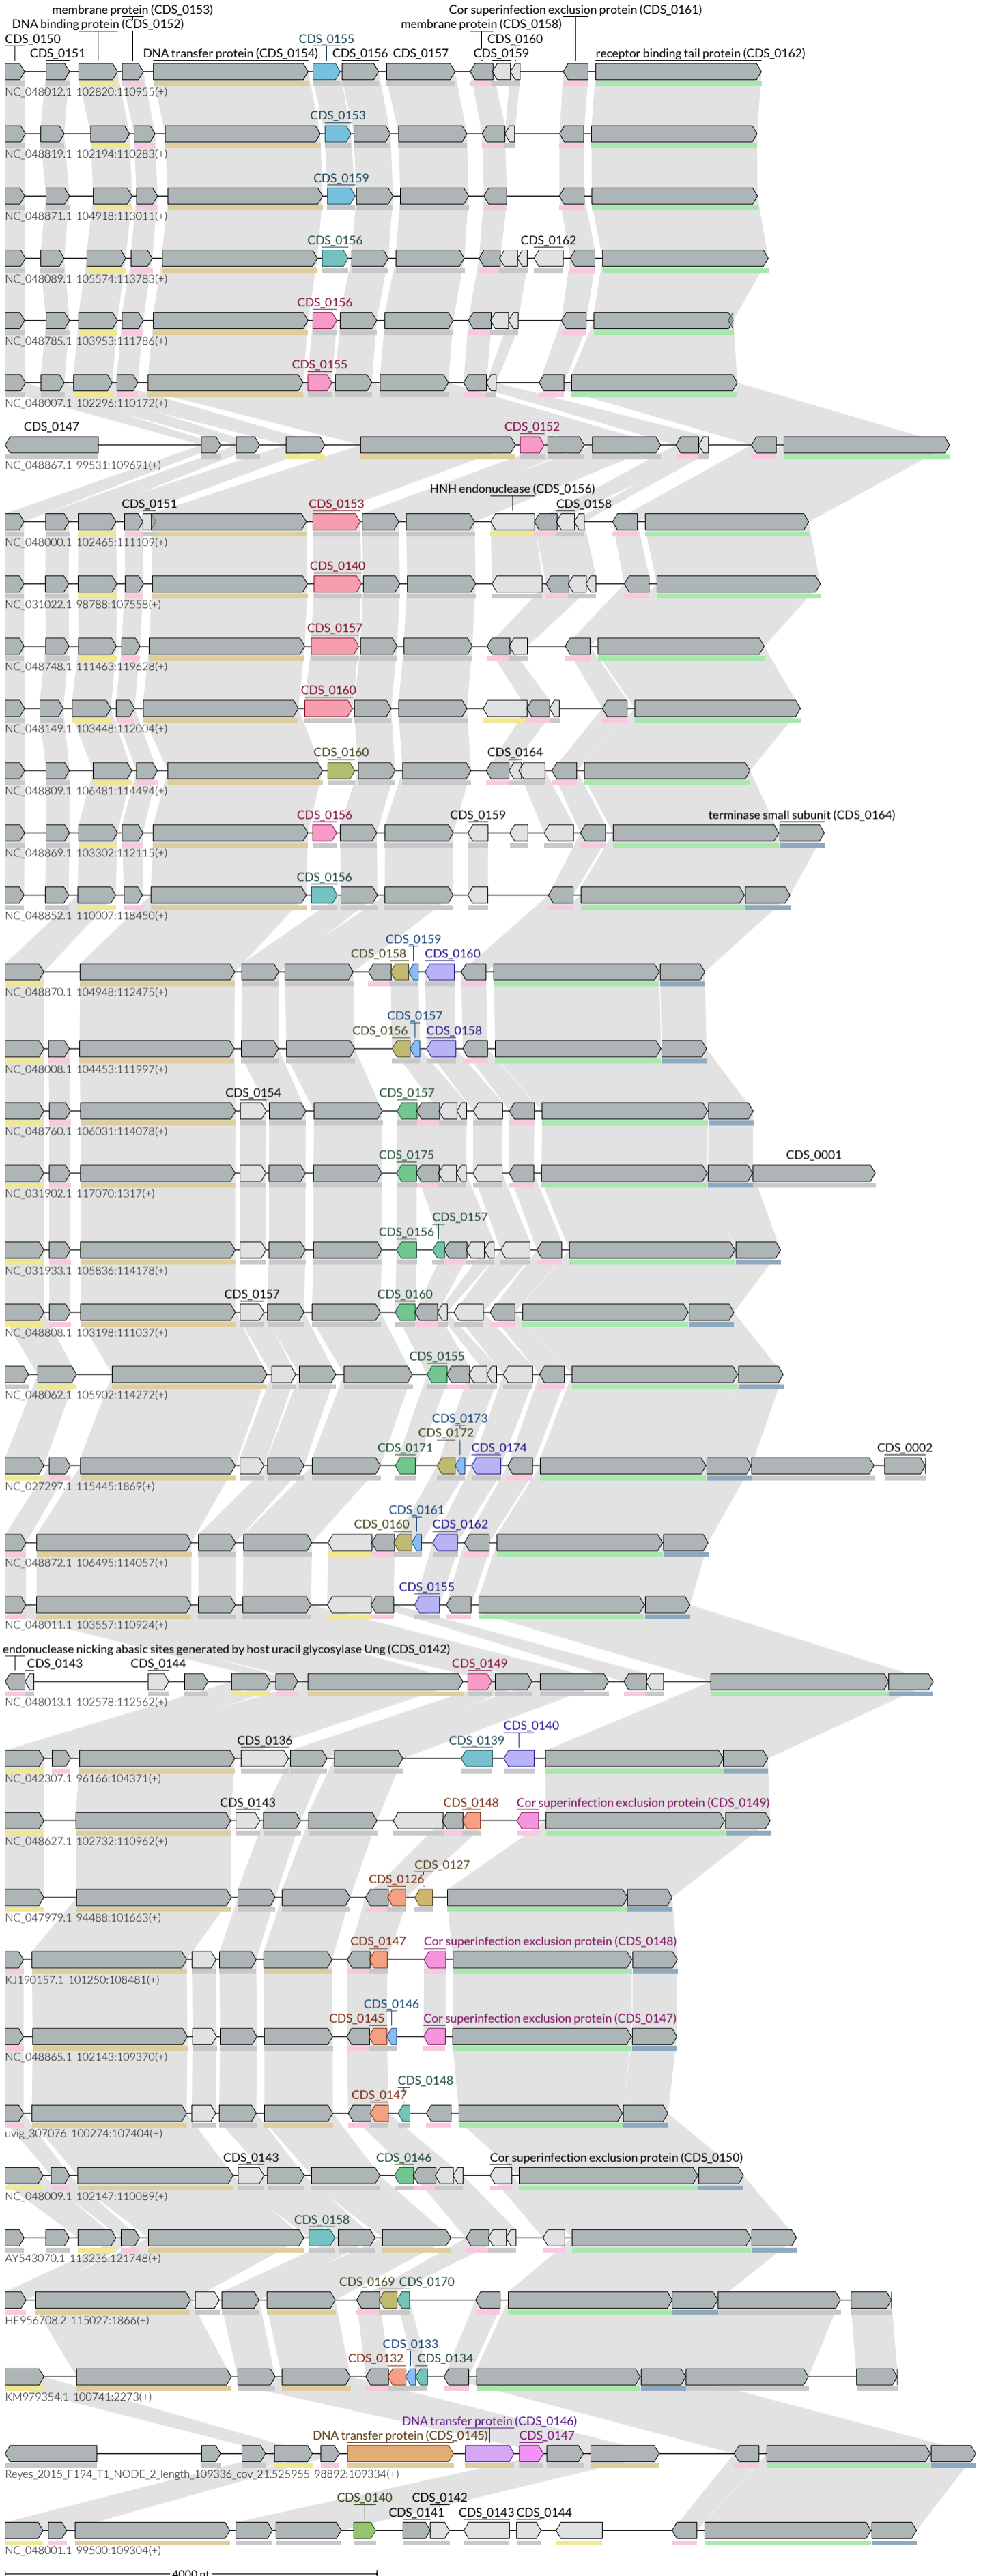 membrane protein (CDS_0153)
Cor superinfection exclusion protein (CDS_0161)
DNA binding protein (CDS_0152)
membrane protein (CDS_0158)
CDS_0150
CDS_0155
CDS_0160
CDS_0151
DNA transfer protein (CDS_0154)
CDS_0156
CDS_0157
CDS_0159
receptor binding tail protein (CDS_0162)
NC_048012.1 102820:110955(+)
CDS_0153
NC_048819.1 102194:110283(+)
CDS_0159
NC_048871.1 104918:113011(+)
CDS_0156
CDS_0162
NC_048089.1 105574:113783(+)
CDS_0156
NC_048785.1 103953:111786(+)
CDS_0155
NC_048007.1 102296:110172(+)
CDS_0147
CDS_0152
NC_048867.1 99531:109691(+)
HNH endonuclease (CDS_0156)
CDS_0151
CDS_0153
CDS_0158
NC_048000.1 102465:111109(+)
CDS_0140
NC_031022.1 98788:107558(+)
CDS_0157
NC_048748.1 111463:119628(+)
CDS_0160
NC_048149.1 103448:112004(+)
CDS_0160
CDS_0164
NC_048809.1 106481:114494(+)
CDS_0156
CDS_0159
terminase small subunit (CDS_0164)
NC_048869.1 103302:112115(+)
CDS_0156
NC_048852.1 110007:118450(+)
CDS_0159
CDS_0158
CDS_0160
NC_048870.1 104948:112475(+)
CDS_0157
CDS_0156
CDS_0158
NC_048008.1 104453:111997(+)
CDS_0154
CDS_0157
NC_048760.1 106031:114078(+)
CDS_0175
CDS_0001
NC_031902.1 117070:1317(+)
CDS_0157
CDS_0156
NC_031933.1 105836:114178(+)
CDS_0157
CDS_0160
NC_048808.1 103198:111037(+)
CDS_0155
NC_048062.1 105902:114272(+)
CDS_0173
CDS_0172
CDS_0171
CDS_0174
CDS_0002
NC_027297.1 115445:1869(+)
CDS_0161
CDS_0160
CDS_0162
NC_048872.1 106495:114057(+)
CDS_0155
NC_048011.1 103557:110924(+)
endonuclease nicking abasic sites generated by host uracil glycosylase Ung (CDS_0142)
CDS_0143
CDS_0144
CDS_0149
NC_048013.1 102578:112562(+)
CDS_0140
CDS_0136
CDS_0139
NC_042307.1 96166:104371(+)
CDS_0143
CDS_0148
Cor superinfection exclusion protein (CDS_0149)
NC_048627.1 102732:110962(+)
CDS_0127
CDS_0126
NC_047979.1 94488:101663(+)
CDS_0147
Cor superinfection exclusion protein (CDS_0148)
KJ190157.1 101250:108481(+)
CDS_0146
CDS_0145
Cor superinfection exclusion protein (CDS_0147)
NC_048865.1 102143:109370(+)
CDS_0148
CDS_0147
uvig_307076 100274:107404(+)
CDS_0143
CDS_0146
Cor superinfection exclusion protein (CDS_0150)
NC_048009.1 102147:110089(+)
CDS_0158
AY543070.1 113236:121748(+)
CDS_0169
CDS_0170
HE956708.2 115027:1866(+)
CDS_0133
CDS_0132
CDS_0134
KM979354.1 100741:2273(+)
DNA transfer protein (CDS_0146)
DNA transfer protein (CDS_0145)
CDS_0147
Reyes_2015_F194_T1_NODE_2_length_109336_cov_21.525955 98892:109334(+)
CDS_0140
CDS_0142
CDS_0141
CDS_0143
CDS_0144
NC_048001.1 99500:109304(+)
4000 nt